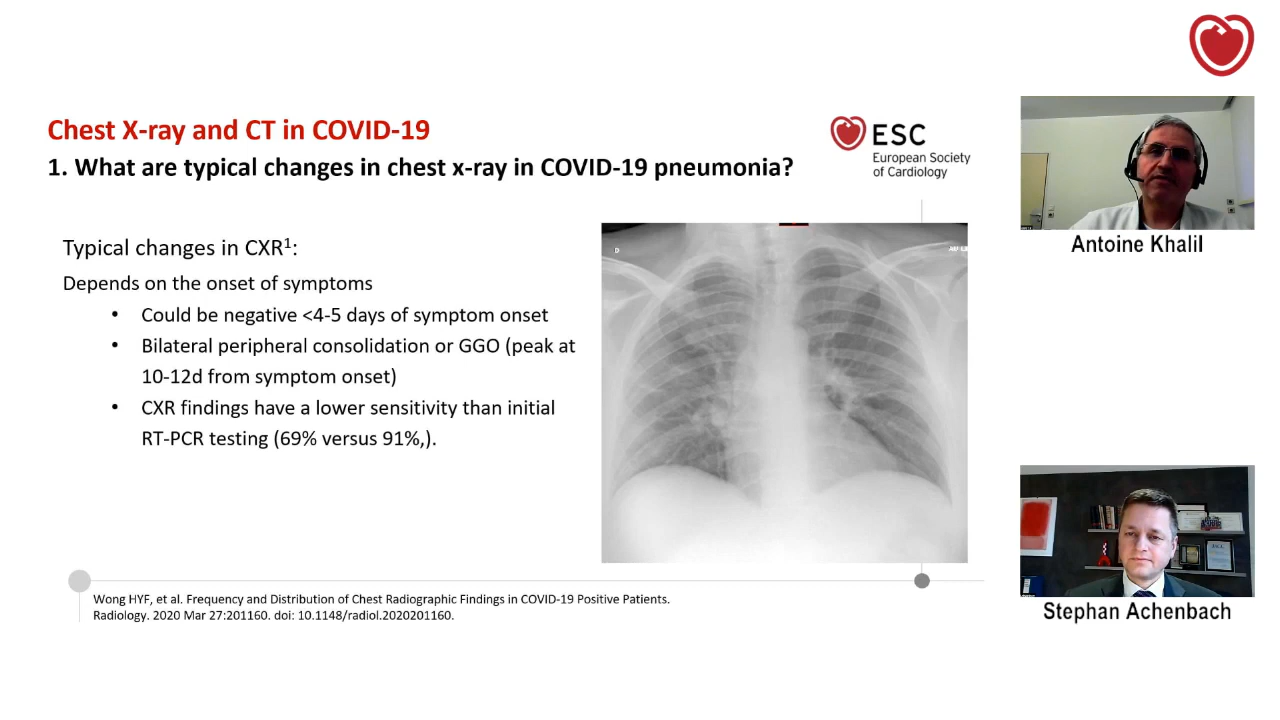 Chest X-ray and CT in COVID-19
1. What are typical changes in chest x-ray in COVID-19 pneumonia?
ESC
European Society
of Cardiology
Typical changes in CXR1:
Depends on the onset of symptoms
• Could be negative <4-5 days of symptom onset
• Bilateral peripheral consolidation or GGO (peak at
10-12d from symptom onset)
• CXR findings have a lower sensitivity than initial
RT-PCR testing (69% versus 91%,).
D
Wong HYF, et al. Frequency and Distribution of Chest Radiographic Findings in COVID-19 Positive Patients.
Radiology. 2020 Mar 27:201160. doi: 10.1148/radiol.2020201160.
Antoine Khalil
Stephan Achenbach